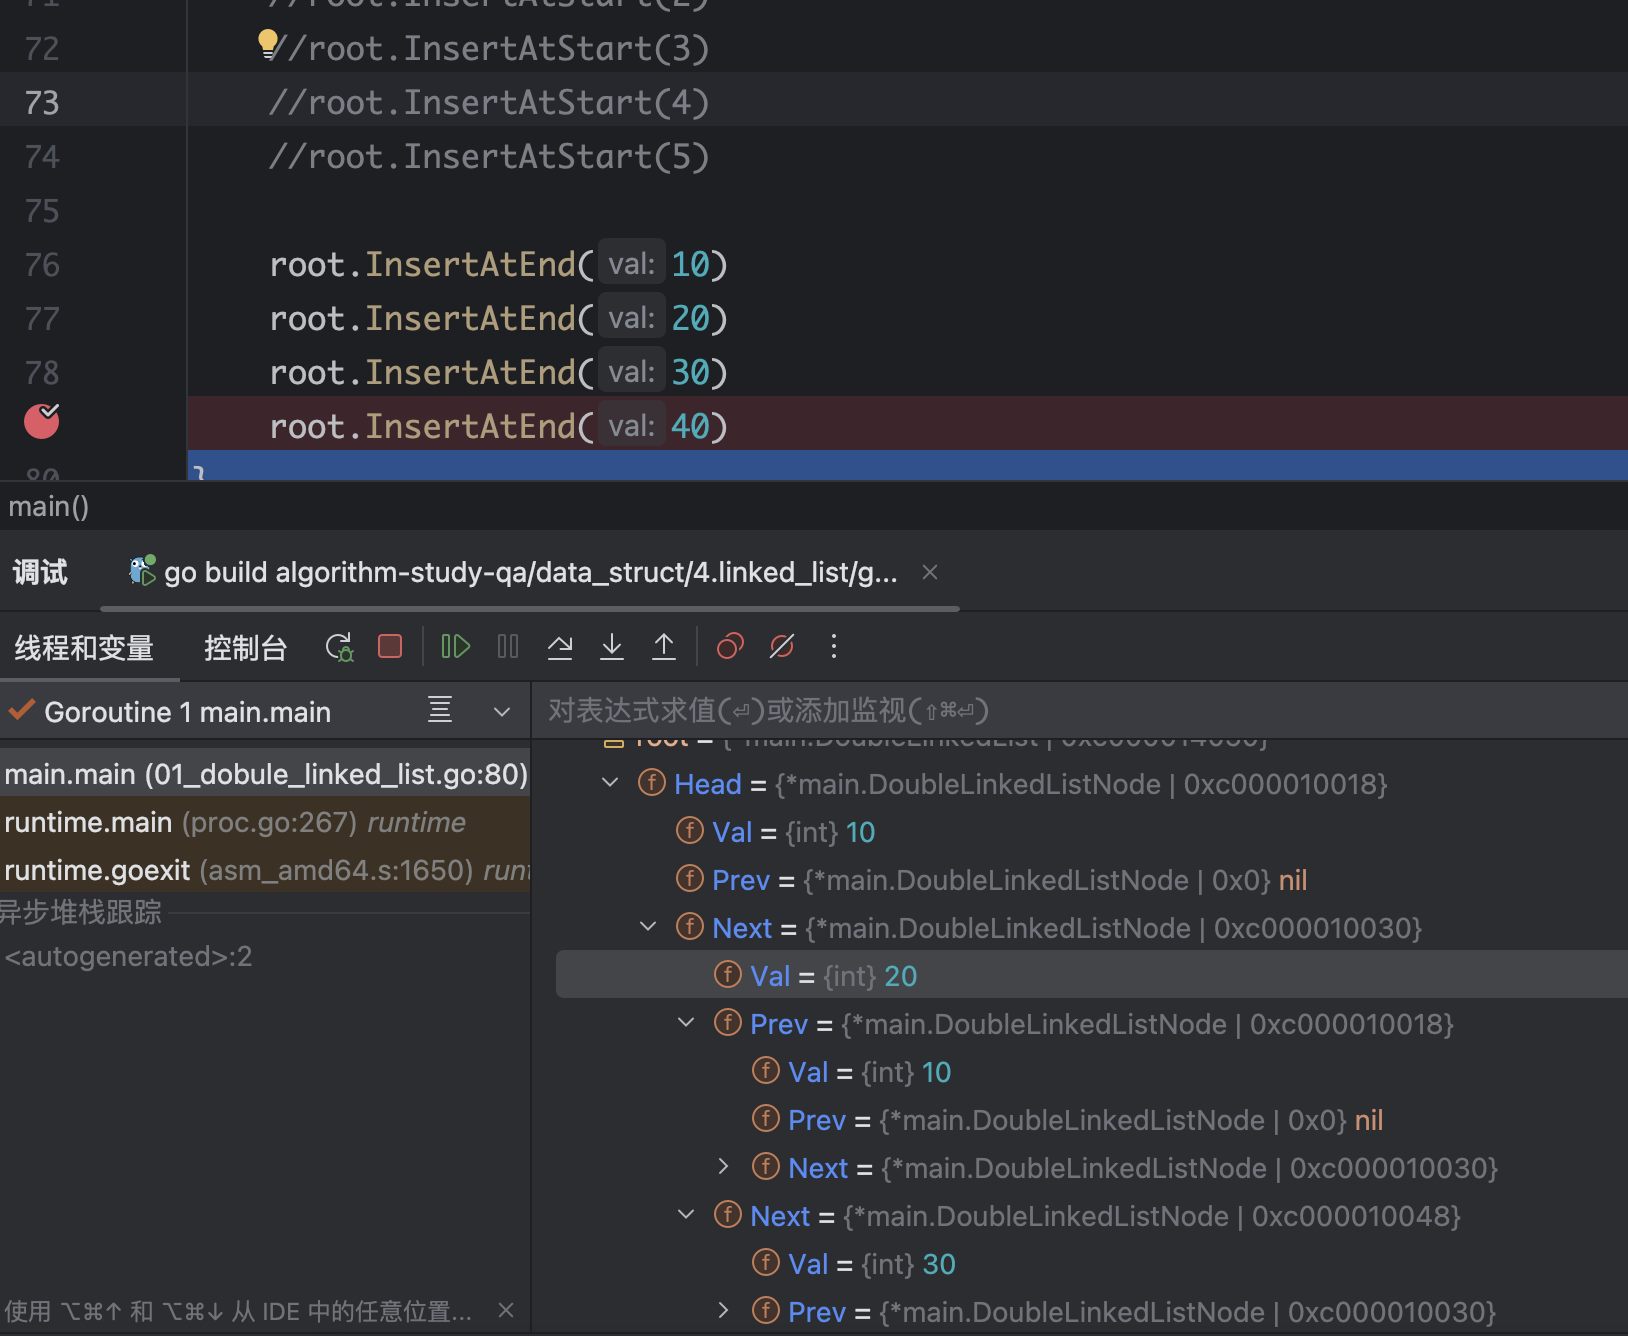 71 //root.InsertAtStart(2)
72 //root.InsertAtStart(3)
73 //root.InsertAtStart(4)
74 //root.InsertAtStart(5)
75
76 root.InsertAtEnd( val: 10)
77 root.InsertAtEnd( val: 20)
78 root.InsertAtEnd( val: 30)
root.InsertAtEnd( val: 40)
80 }
main()
调试 go build algorithm-study-qa/data_struct/4.linked_list/g...
线程和变量 控制台
Goroutine 1 main.main
对表达式求值(⏎)或添加监视(⇧⌘⏎)
main.main (01_dobule_linked_list.go:80)
runtime.main (proc.go:267) runtime
runtime.goexit (asm_amd64.s:1650) runt
异步堆栈跟踪
<autogenerated>:2
root = {*main.DoubleLinkedList | 0xc000014030}
Head = {*main.DoubleLinkedListNode | 0xc000010018}
Val = {int} 10
Prev = {*main.DoubleLinkedListNode | 0x0} nil
Next = {*main.DoubleLinkedListNode | 0xc000010030}
Val = {int} 20
Prev = {*main.DoubleLinkedListNode | 0xc000010018}
Val = {int} 10
Prev = {*main.DoubleLinkedListNode | 0x0} nil
Next = {*main.DoubleLinkedListNode | 0xc000010030}
Next = {*main.DoubleLinkedListNode | 0xc000010048}
Val = {int} 30
Prev = {*main.DoubleLinkedListNode | 0xc000010030}
使用 ⌥⌘↑ 和 ⌥⌘↓ 从 IDE 中的任意位置...